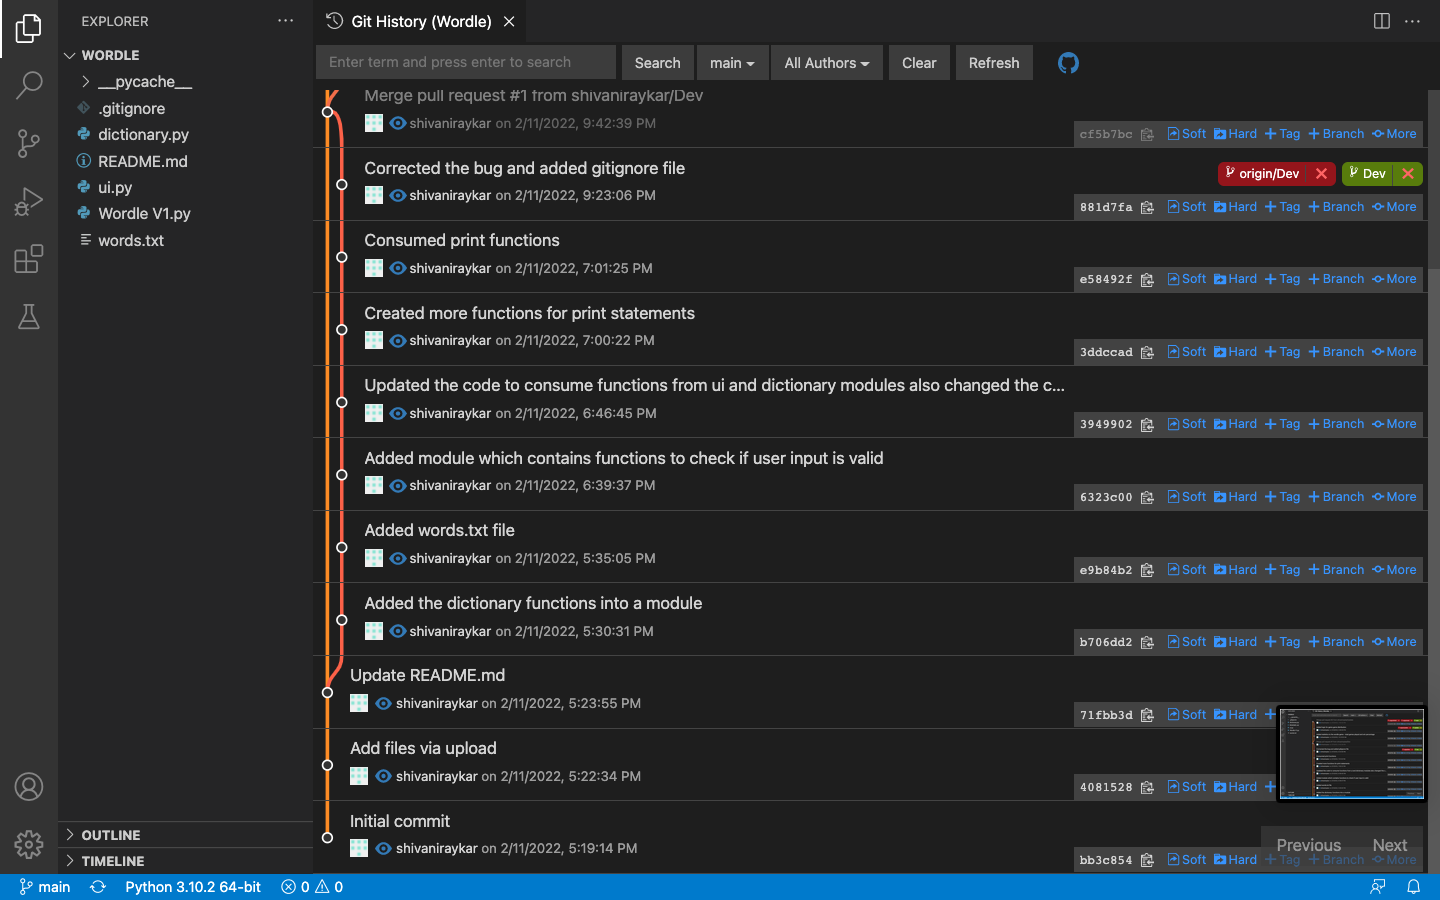 EXPLORER
Git History (Wordle)
WORDLE
__pycache__
.gitignore
dictionary.py
README.md
ui.py
Wordle V1.py
words.txt
OUTLINE
TIMELINE
Enter term and press enter to search
Search
main
All Authors
Clear
Refresh
Merge pull request #1 from shivaniraykar/Dev
shivaniraykar on 2/11/2022, 9:42:39 PM
cf5b7bc Soft Hard Tag Branch More
Corrected the bug and added gitignore file
origin/Dev Dev
shivaniraykar on 2/11/2022, 9:23:06 PM
881d7fa Soft Hard Tag Branch More
Consumed print functions
shivaniraykar on 2/11/2022, 7:01:25 PM
e58492f Soft Hard Tag Branch More
Created more functions for print statements
shivaniraykar on 2/11/2022, 7:00:22 PM
3ddccad Soft Hard Tag Branch More
Updated the code to consume functions from ui and dictionary modules also changed the c...
shivaniraykar on 2/11/2022, 6:46:45 PM
3949902 Soft Hard Tag Branch More
Added module which contains functions to check if user input is valid
shivaniraykar on 2/11/2022, 6:39:37 PM
6323c00 Soft Hard Tag Branch More
Added words.txt file
shivaniraykar on 2/11/2022, 5:35:05 PM
e9b84b2 Soft Hard Tag Branch More
Added the dictionary functions into a module
shivaniraykar on 2/11/2022, 5:30:31 PM
b706dd2 Soft Hard Tag Branch More
Update README.md
shivaniraykar on 2/11/2022, 5:23:55 PM
71fbb3d Soft Hard
Add files via upload
shivaniraykar on 2/11/2022, 5:22:34 PM
4081528 Soft Hard
Initial commit
shivaniraykar on 2/11/2022, 5:19:14 PM
Previous Next
bb3c854 Soft Hard Tag Branch More
main Python 3.10.2 64-bit 0 0